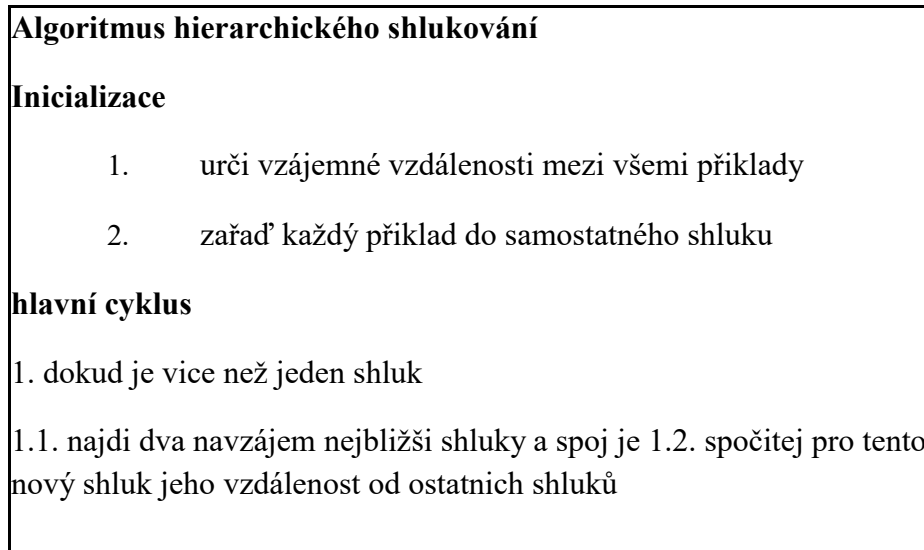 Algoritmus hierarchického shlukování
Inicializace
1. urči vzájemné vzdálenosti mezi všemi přiklady
2. zařaď každý přiklad do samostatného shluku
hlavní cyklus
1. dokud je vice než jeden shluk
1.1. najdi dva navzájem nejbližši shluky a spoj je 1.2. spočitej pro tento
nový shluk jeho vzdálenost od ostatnich shluků